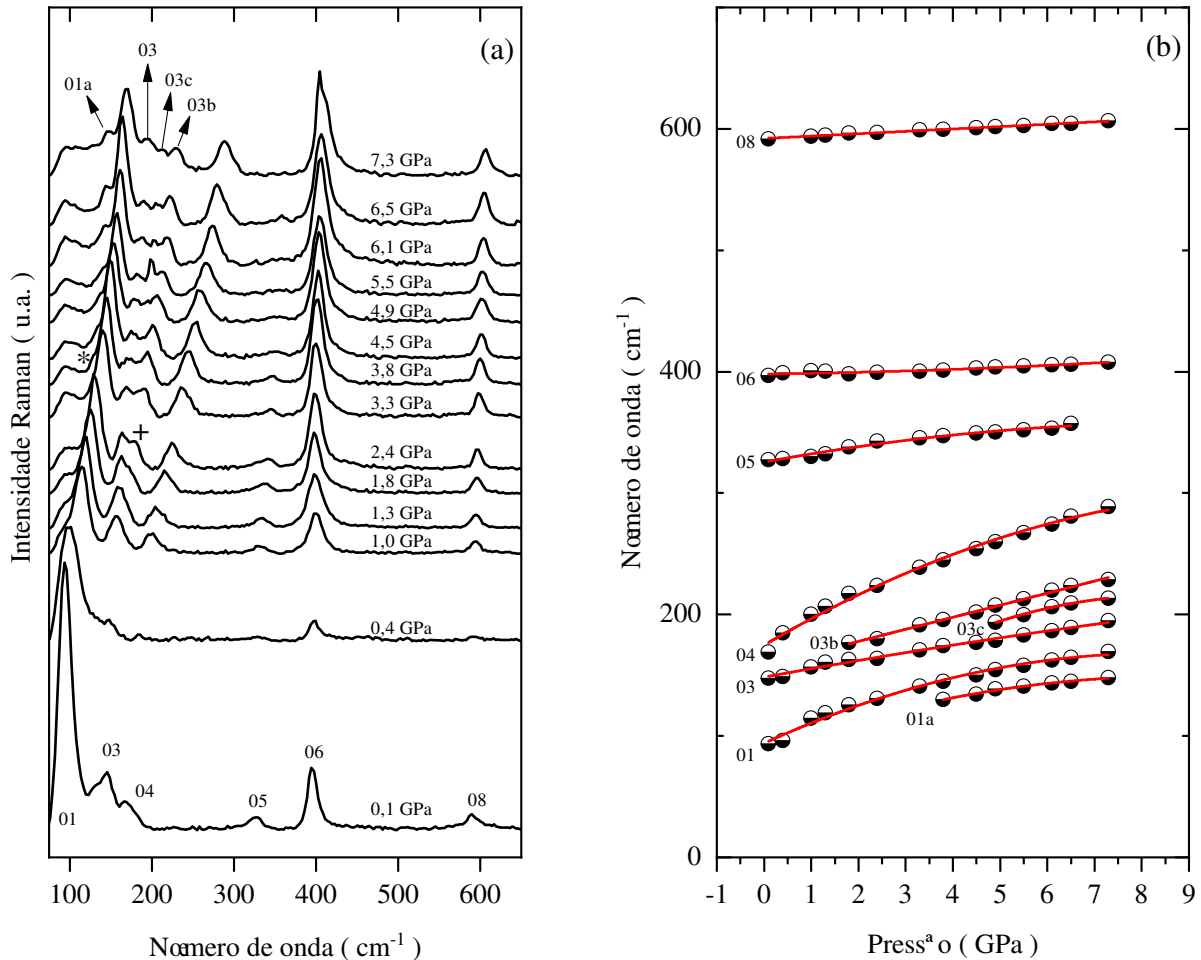 (a)
03
01a
03c
03b
7,3 GPa
6,5 GPa
6,1 GPa
5,5 GPa
4,9 GPa
4,5 GPa
*
3,8 GPa
3,3 GPa
+
2,4 GPa
1,8 GPa
1,3 GPa
1,0 GPa
0,4 GPa
03
04
05
06
08
0,1 GPa
01
100 200 300 400 500 600
Nœmero de onda ( cm-1 )
Intensidade Raman ( u.a. )
(b)
600
400
200
0
08
06
05
04
03b
03c
03
01a
01
-1 0 1 2 3 4 5 6 7 8 9
Pressª o ( GPa )
Nœmero de onda ( cm-1 )